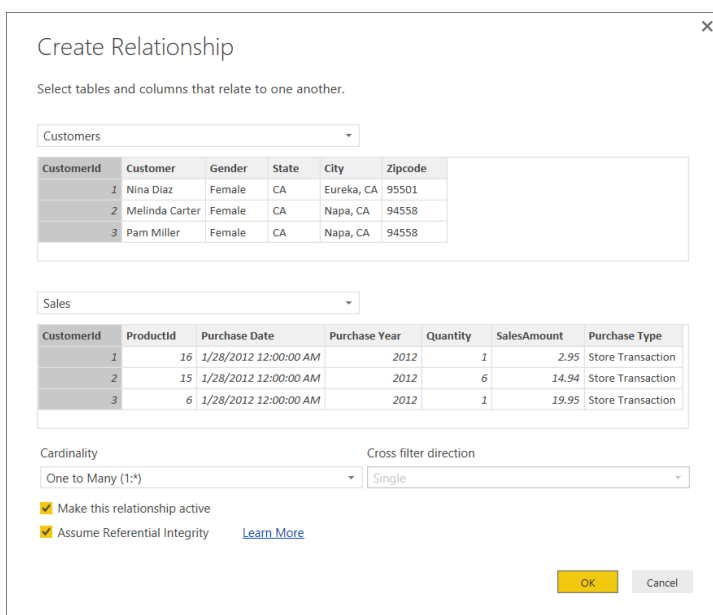 Create Relationship
Select tables and columns that relate to one another.
Customers
CustomerId Customer Gender State City Zipcode
1 Nina Diaz Female CA Eureka, CA 95501
2 Melinda Carter Female CA Napa, CA 94558
3 Pam Miller Female CA Napa, CA 94558
Sales
CustomerId ProductId Purchase Date Purchase Year Quantity SalesAmount Purchase Type
1 16 1/28/2012 12:00:00 AM 2012 1 2.95 Store Transaction
2 15 1/28/2012 12:00:00 AM 2012 6 14.94 Store Transaction
3 6 1/28/2012 12:00:00 AM 2012 1 19.95 Store Transaction
Cardinality Cross filter direction
One to Many (1:*) Single
Make this relationship active
Assume Referential Integrity Learn More
OK Cancel